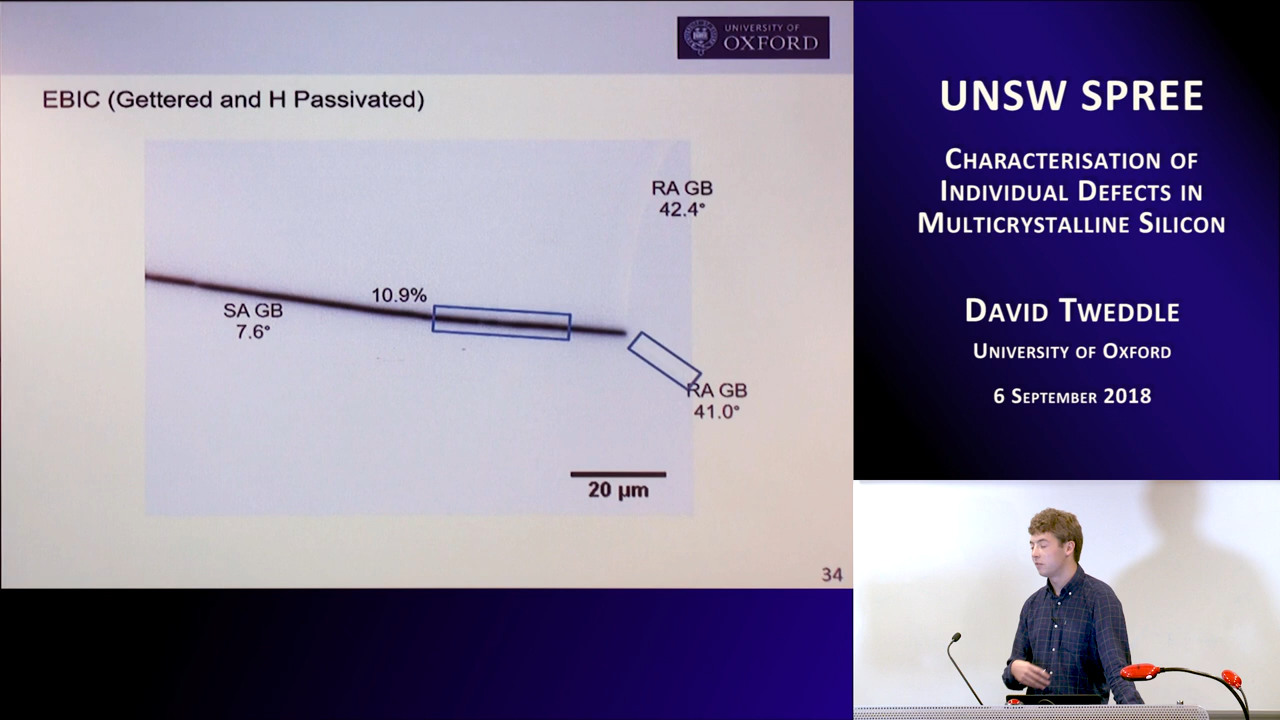 UNIVERSITY OF
OXFORD
EBIC (Gettered and H Passivated)
RA GB
42.4°
10.9%
SA GB
7.6°
RA GB
41.0°
20 µm
34
UNSW SPREE
CHARACTERISATION OF
INDIVIDUAL DEFECTS IN
MULTICRYSTALLINE SILICON
DAVID TWEDDLE
UNIVERSITY OF OXFORD
6 SEPTEMBER 2018